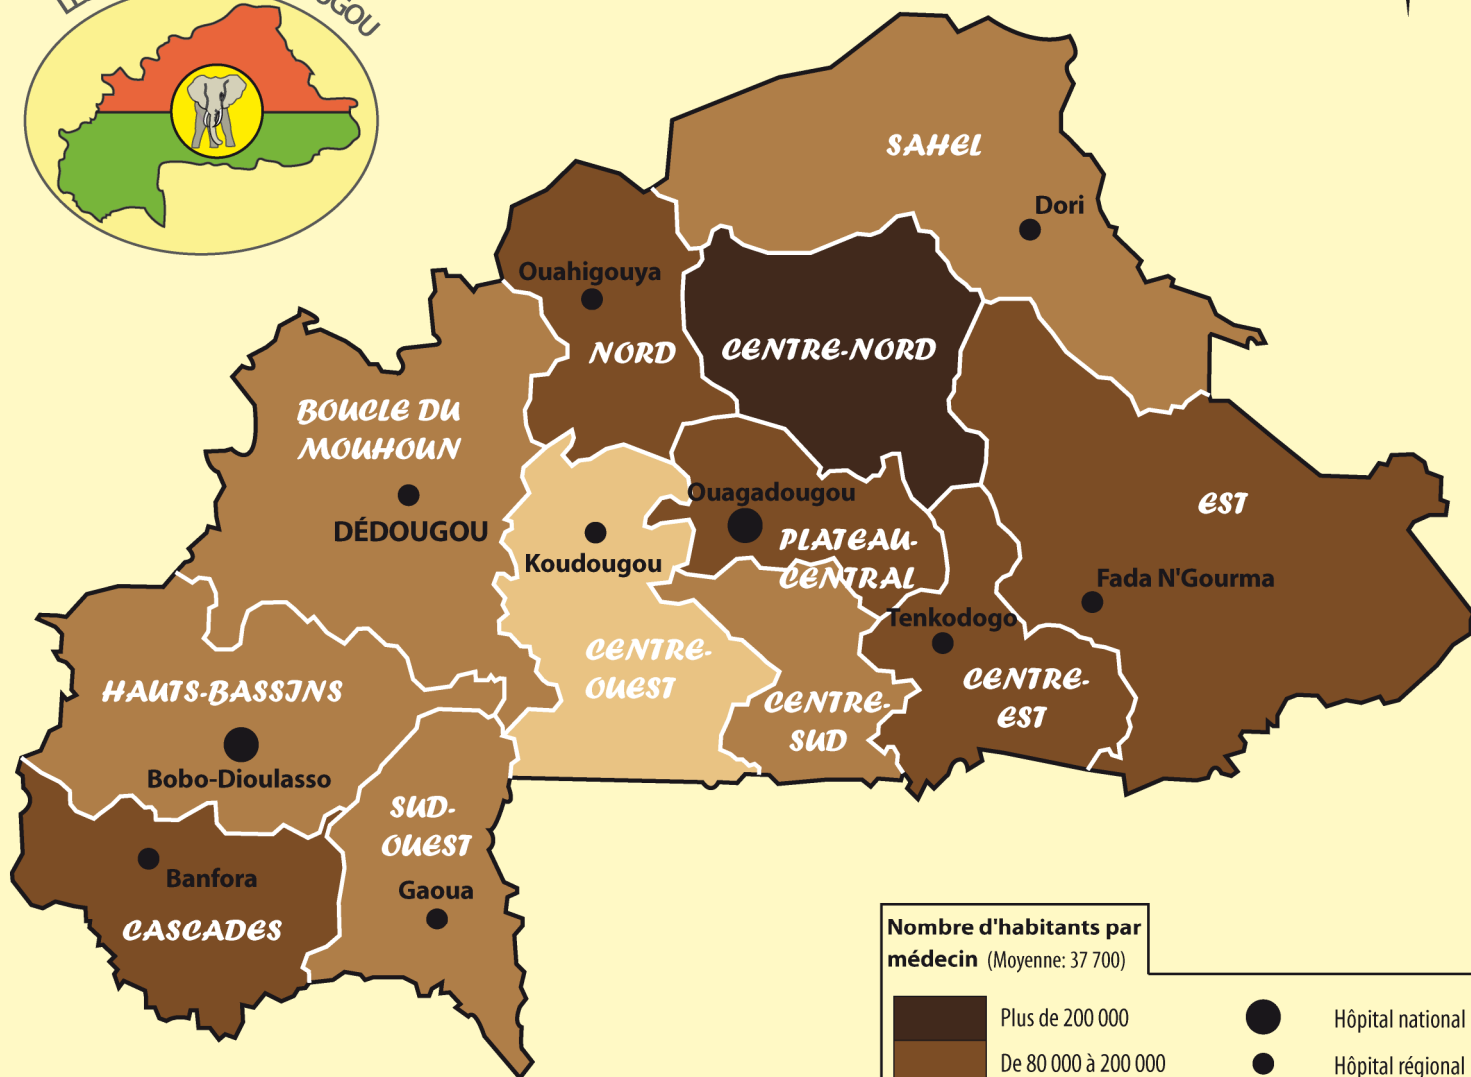 SAHEL
Dori
Ouahigouya
NORD
CENTRE-NORD
BOUCLE DU
MOUHOUN
DÉDOUGOU
Koudougou
Ouagadougou
PLATEAU-
CENTRAL
EST
Fada N'Gourma
Tenkodogo
CENTRE-
EST
CENTRE-
OUEST
CENTRE-
SUD
HAUTS-BASSINS
Bobo-Dioulasso
SUD-
OUEST
Gaoua
Banfora
CASCADES
Nombre d'habitants par
médecin (Moyenne: 37 700)
Plus de 200 000
Hôpital national
De 80 000 à 200 000
Hôpital régional